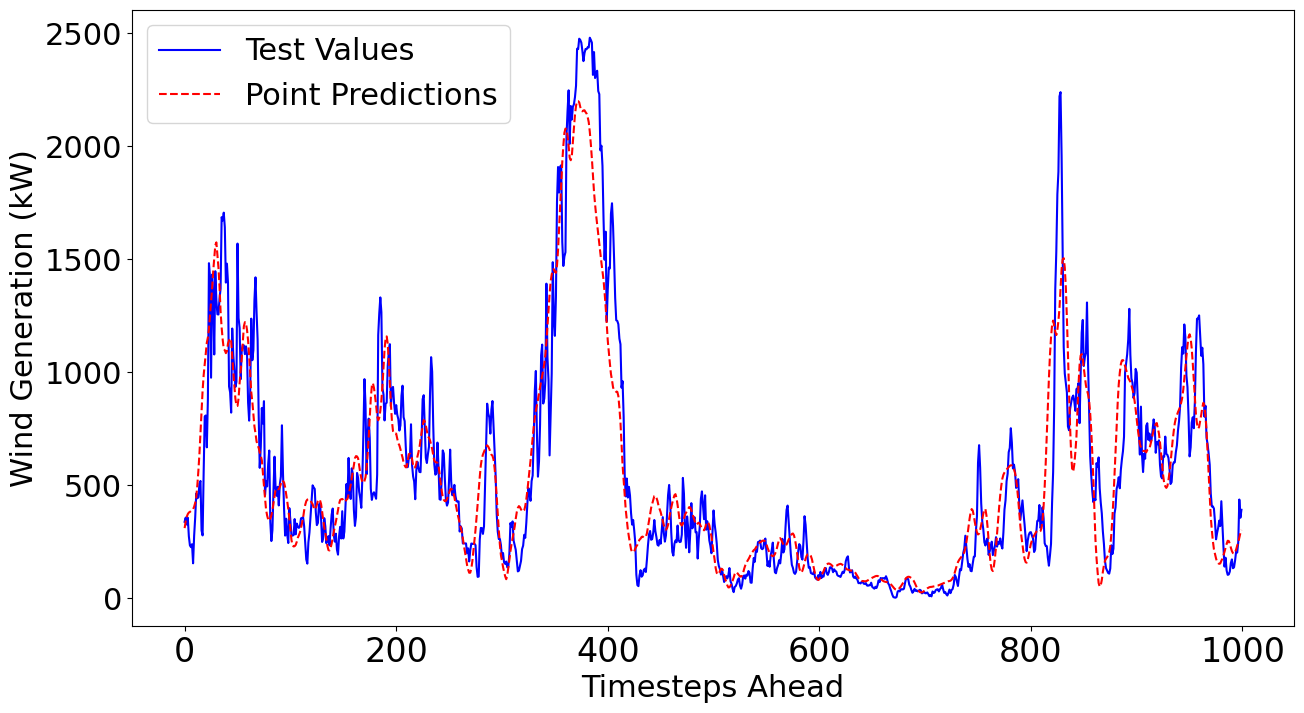 2500
2000
1500
1000
500
0
Wind Generation (kW)
Test Values
Point Predictions
0 200 400 600 800 1000
Timesteps Ahead